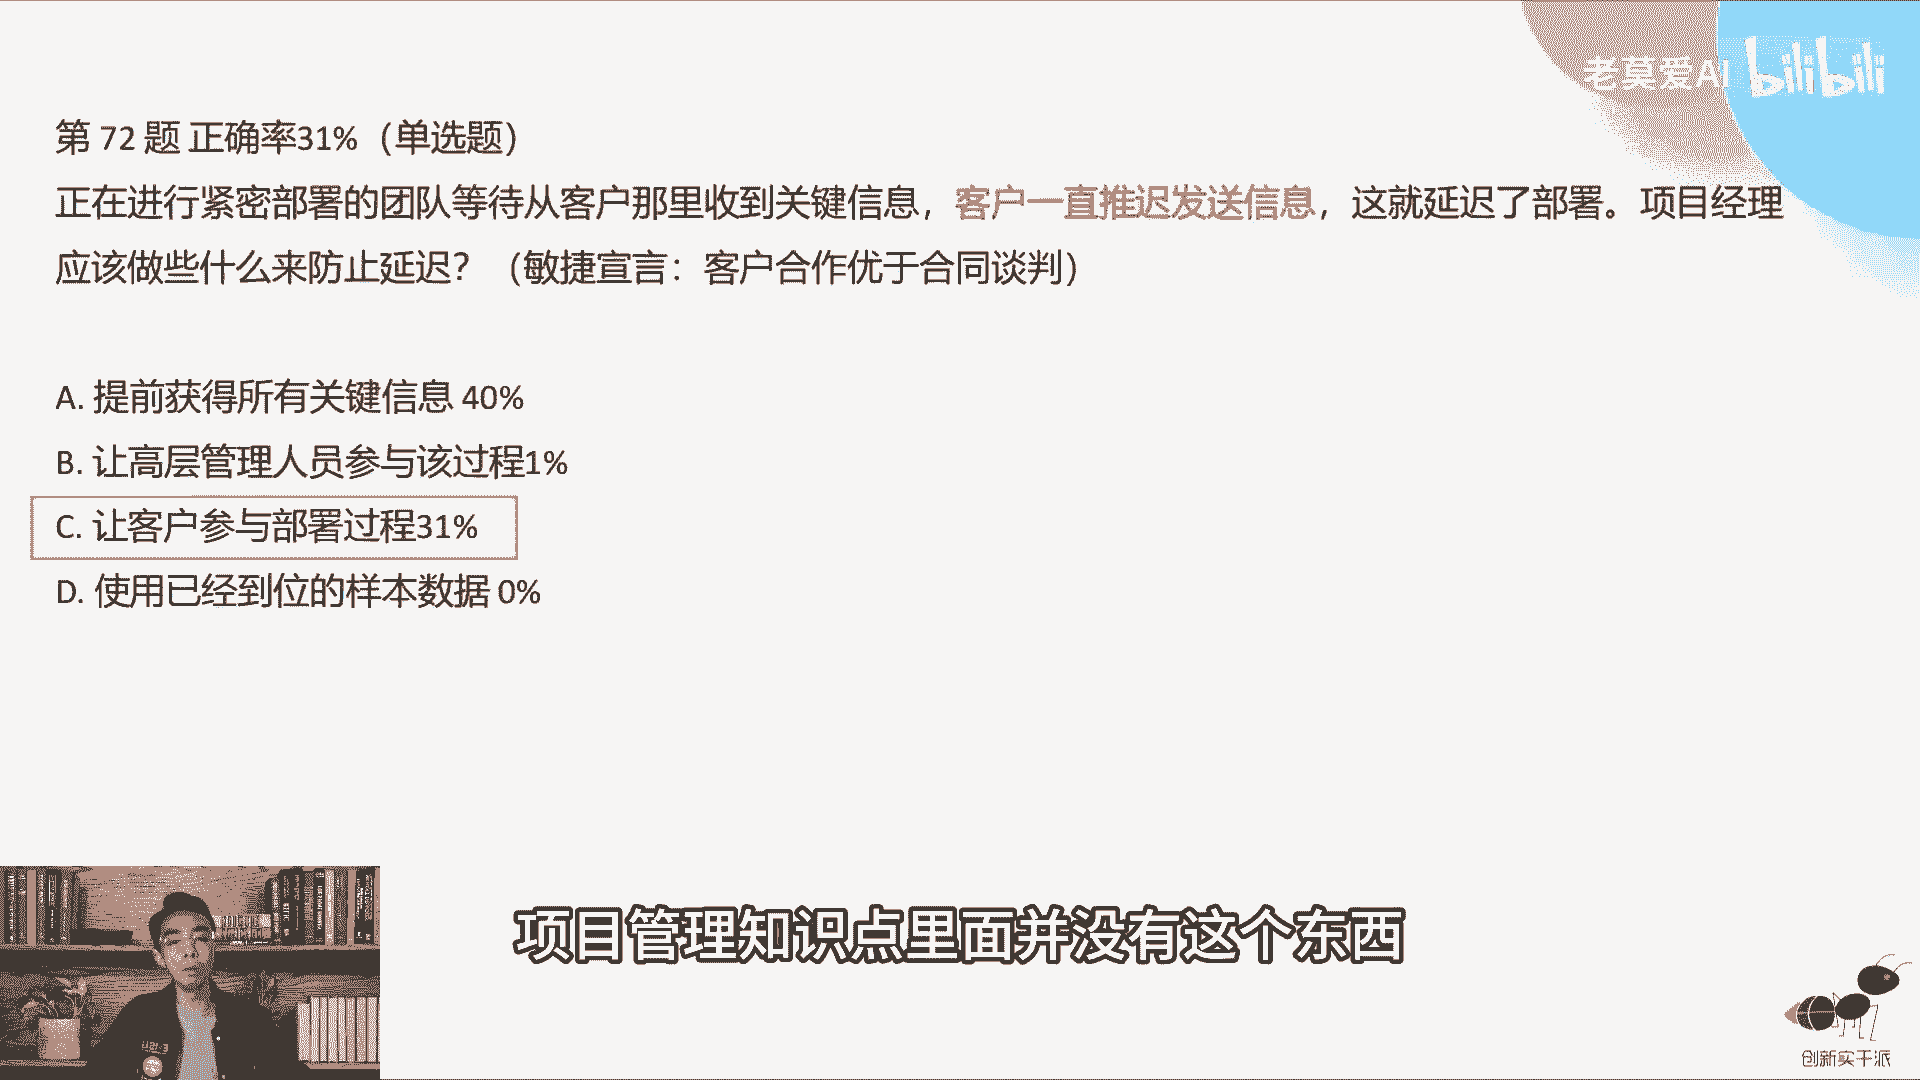 老莫爱AI bilibili
第 72 题 正确率31%（单选题）
正在进行紧密部署的团队等待从客户那里收到关键信息，客户一直推迟发送信息，这就延迟了部署。项目经理
应该做些什么来防止延迟？（敏捷宣言：客户合作优于合同谈判）
A. 提前获得所有关键信息 40%
B. 让高层管理人员参与该过程1%
C. 让客户参与部署过程31%
D. 使用已经到位的样本数据 0%
项目管理知识点里面并没有这个东西
创新实干派